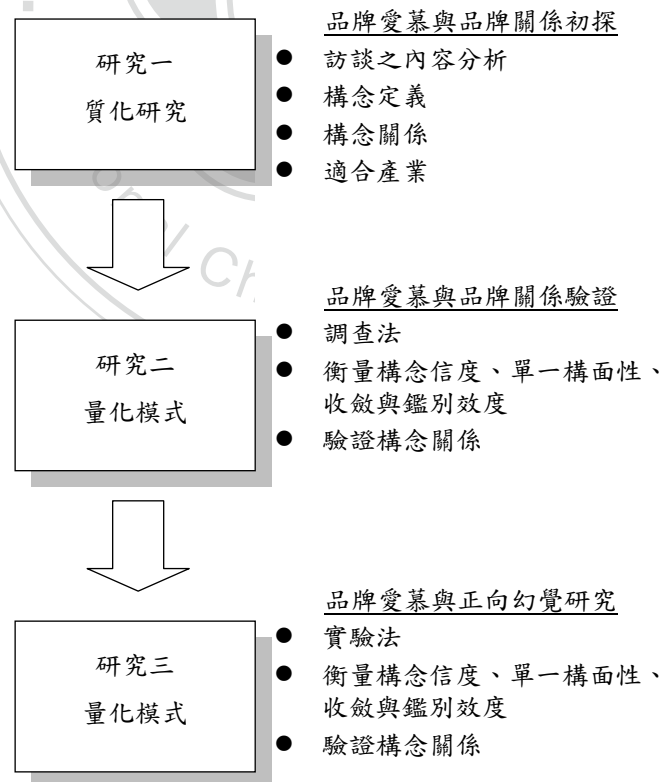 品牌愛慕與品牌關係初探
研究一
質化研究
● 訪談之內容分析
● 構念定義
● 構念關係
● 適合產業
onal Ch
品牌愛慕與品牌關係驗證
研究二
量化模式
● 調查法
● 衡量構念信度、單一構面性、
收斂與鑑別效度
● 驗證構念關係
品牌愛慕與正向幻覺研究
研究三
量化模式
● 實驗法
● 衡量構念信度、單一構面性、
收斂與鑑別效度
● 驗證構念關係